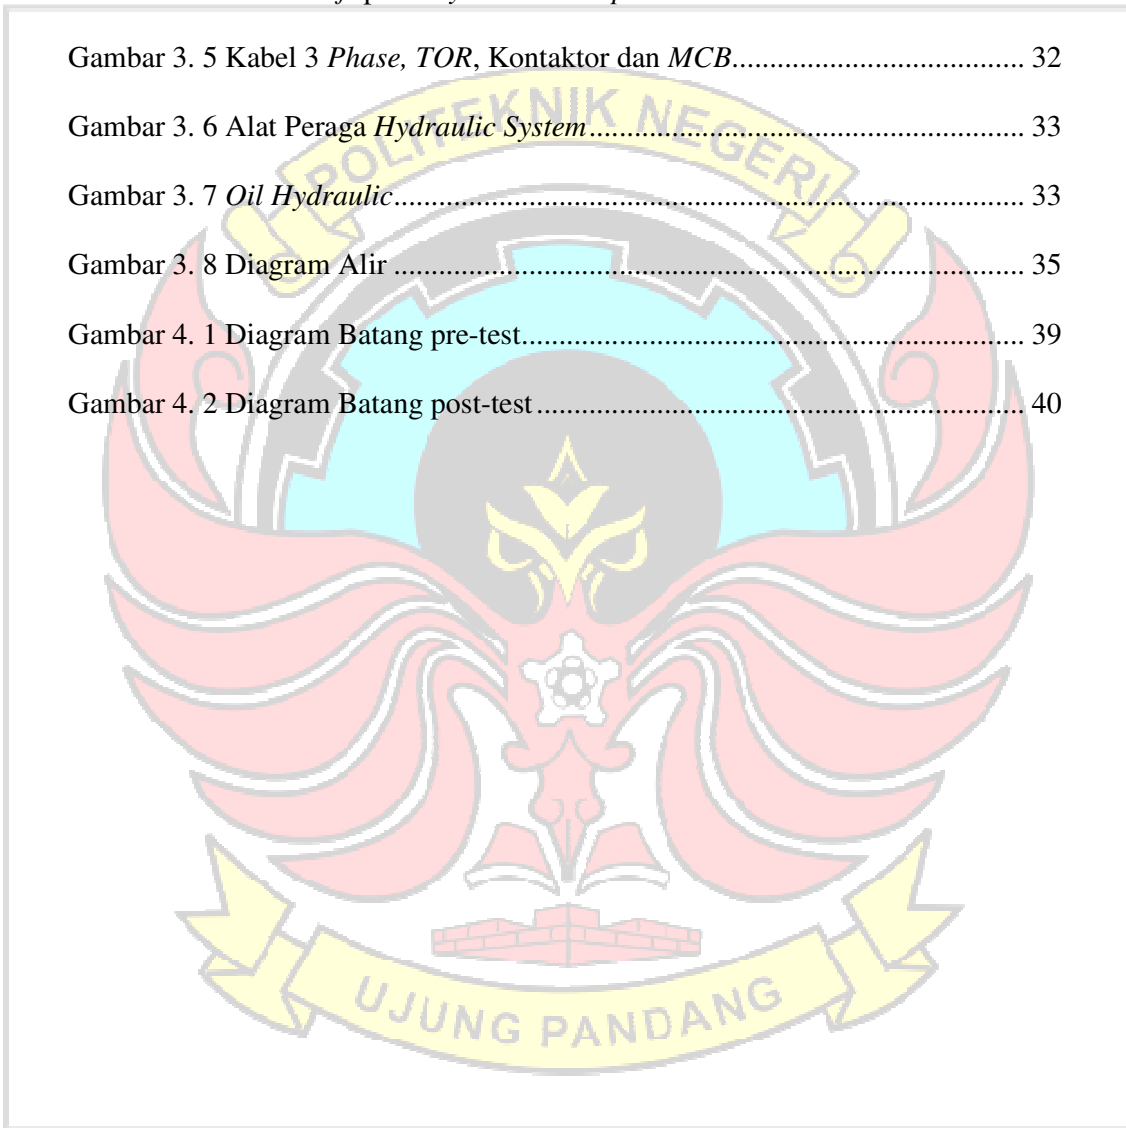 Gambar 3. 5 Kabel 3 Phase, TOR, Kontaktor dan MCB....................................... 32
Gambar 3. 6 Alat Peraga Hydraulic System.......................................................... 33
Gambar 3. 7 Oil Hydraulic.................................................................................... 33
Gambar 3. 8 Diagram Alir .................................................................................... 35
Gambar 4. 1 Diagram Batang pre-test................................................................... 39
Gambar 4. 2 Diagram Batang post-test ................................................................. 40
POLITEKNIK NEGERI
UJUNG PANDANG